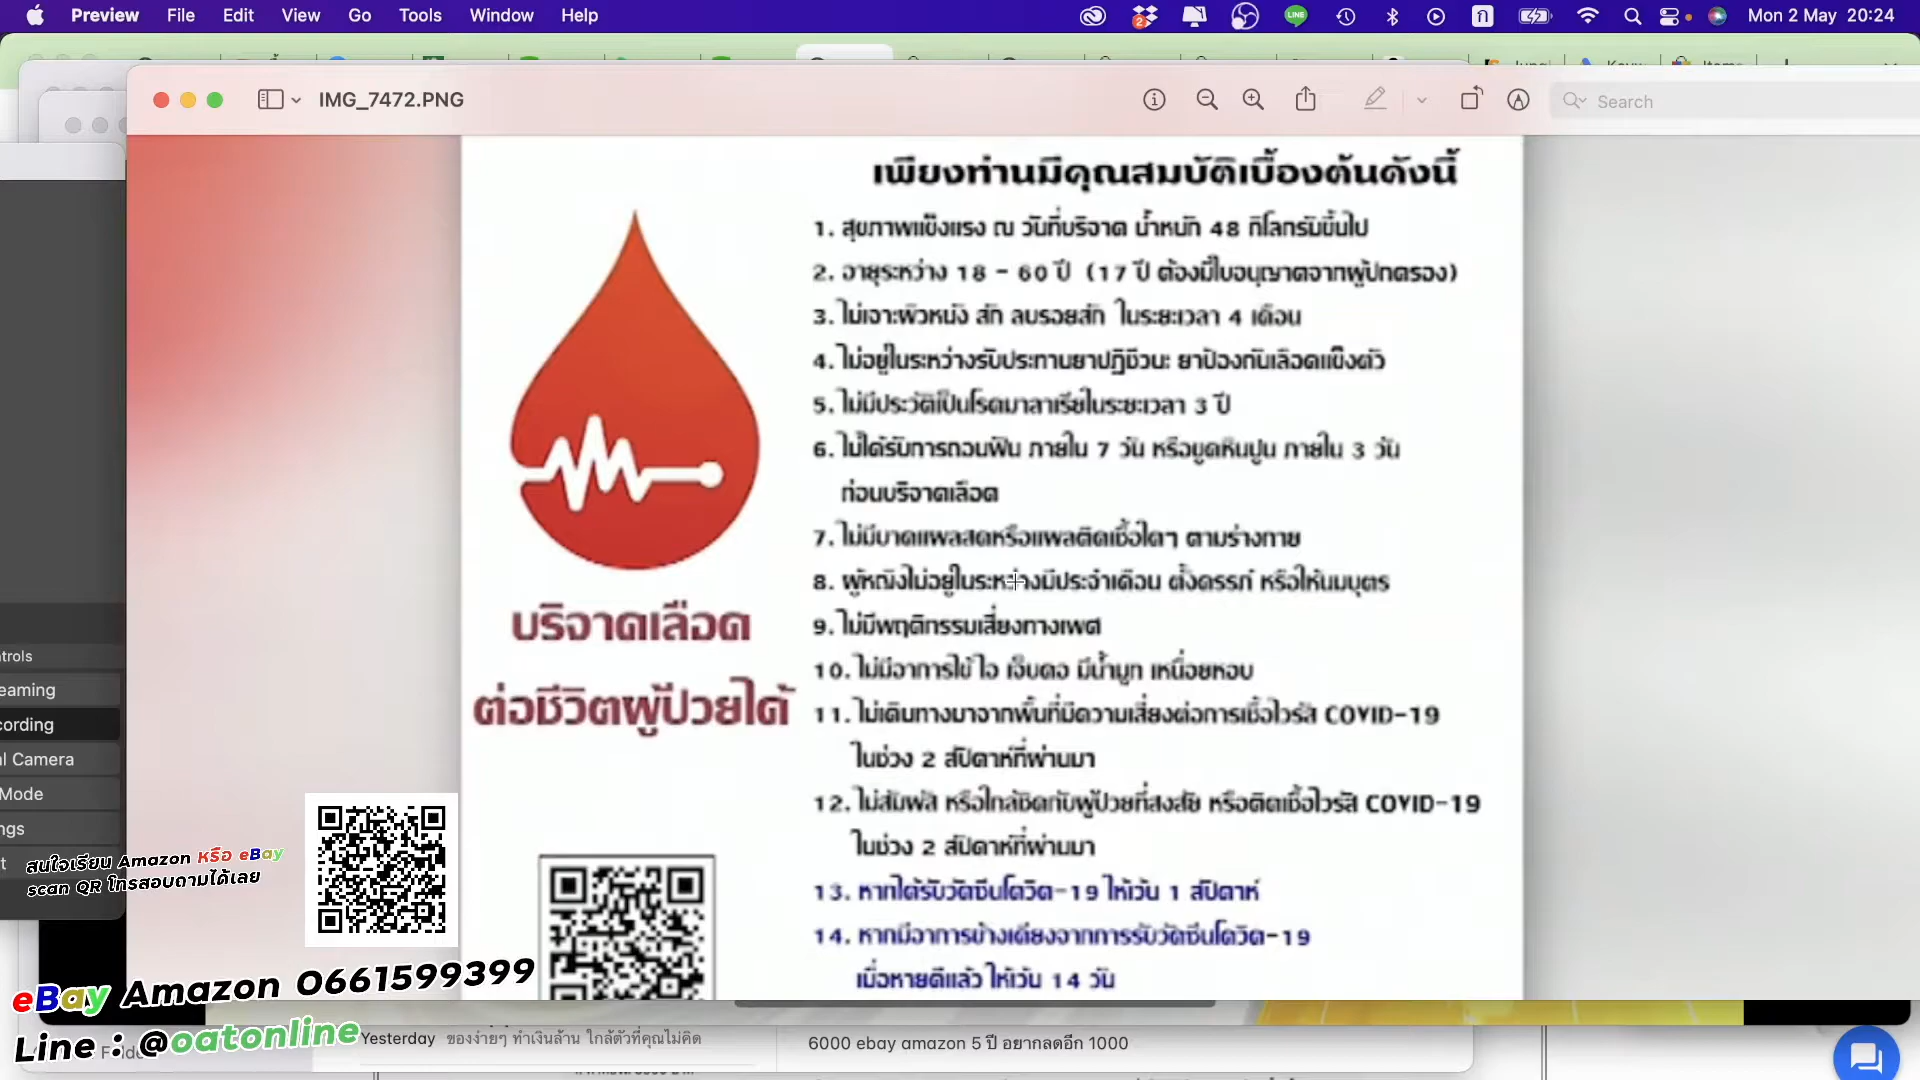 Preview File Edit View Go Tools Window Help
Mon 2 May 20:24
IMG_7472.PNG
Search
เพียงท่านมีคุณสมบัติเบื้องต้นดังนี้
1. สุขภาพแข็งแรง ณ วันที่บริจาค น้ำหนัก 48 กิโลกรัมขึ้นไป
2. อายุระหว่าง 18 - 60 ปี (17 ปี ต้องมีใบอนุญาตจากผู้ปกครอง)
3. ไม่เจาะผิวหนัง สัก ลบรอยสัก ในระยะเวลา 4 เดือน
4. ไม่อยู่ในระหว่างรับประทานยาปฏิชีวนะ ยาป้องกันเลือดแข็งตัว
5. ไม่มีประวัติเป็นโรคมาลาเรียในระยะเวลา 3 ปี
6. ไม่ได้รับการถอนฟัน ภายใน 7 วัน หรือขูดหินปูน ภายใน 3 วัน
ก่อนบริจาคเลือด
7. ไม่มีบาดแผลสดหรือแผลติดเชื้อใดๆ ตามร่างกาย
8. ผู้หญิงไม่อยู่ในระหว่างมีประจำเดือน ตั้งครรภ์ หรือให้นมบุตร
9. ไม่มีพฤติกรรมเสี่ยงทางเพศ
10. ไม่มีอาการไข้ ไอ เจ็บคอ มีน้ำมูก เหนื่อยหอบ
11. ไม่เดินทางมาจากพื้นที่มีความเสี่ยงต่อการเชื้อไวรัส COVID-19
ในช่วง 2 สัปดาห์ที่ผ่านมา
12. ไม่สัมผัส หรือใกล้ชิดกับผู้ป่วยที่สงสัย หรือติดเชื้อไวรัส COVID-19
ในช่วง 2 สัปดาห์ที่ผ่านมา
13. หากได้รับวัคซีนโควิด-19 ให้เว้น 1 สัปดาห์
14. หากมีอาการข้างเคียงจากการรับวัคซีนโควิด-19
เมื่อหายดีแล้ว ให้เว้น 14 วัน
บริจาคเลือด
ต่อชีวิตผู้ป่วยได้
trols
eaming
cording
l Camera
Mode
ngs
สนใจเรียน Amazon หรือ eBay
scan QR โทรสอบถามได้เลย
eBay Amazon 0661599399
Line : @oatonline
Yesterday ของง่ายๆ ทำเงินล้าน ใกล้ตัวที่คุณไม่คิด
6000 ebay amazon 5 ปี อยากลดอีก 1000